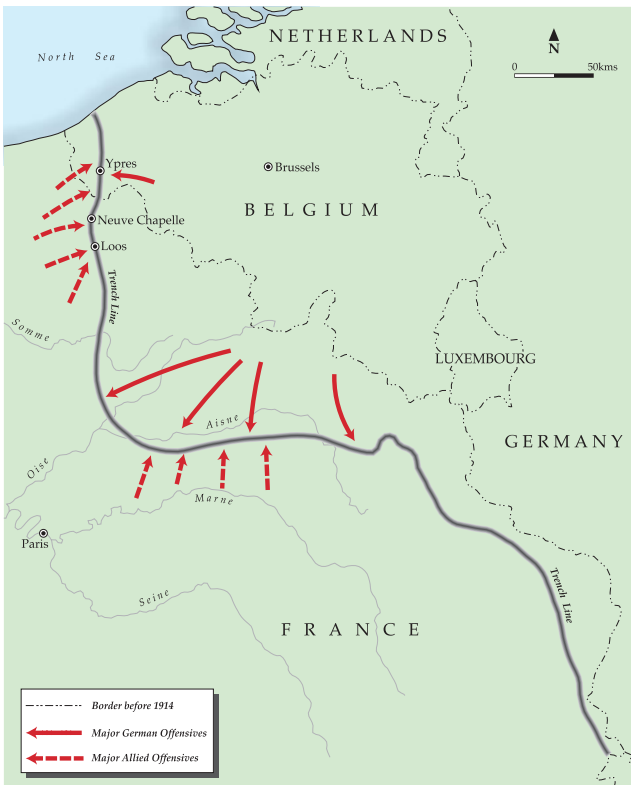 NETHERLANDS
North Sea
N
0 50kms
Ypres
Brussels
BELGIUM
Neuve Chapelle
Loos
Trench Line
Somme
LUXEMBOURG
Aisne
GERMANY
Oise
Marne
Paris
Trench Line
Seine
FRANCE
Border before 1914
Major German Offensives
Major Allied Offensives